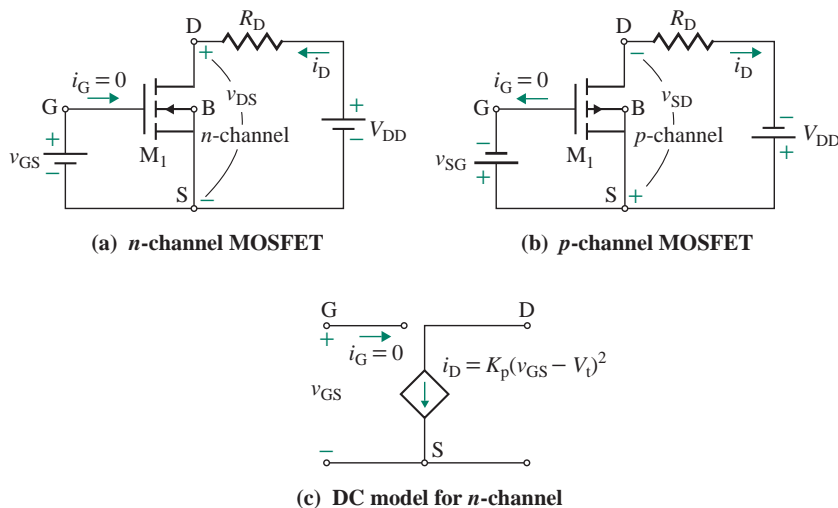 D R_D
+
i_D
i_G = 0
G B
v_DS
n-channel
+
−
v_GS
M_1
+
−
V_DD
S −
(a) n-channel MOSFET
D R_D
−
i_D
i_G = 0
G B
v_SD
p-channel
−
+
v_SG
M_1
−
+
V_DD
S +
(b) p-channel MOSFET
G D
+
i_G = 0
i_D = K_p(v_GS − V_t)^2
v_GS
− S
(c) DC model for n-channel